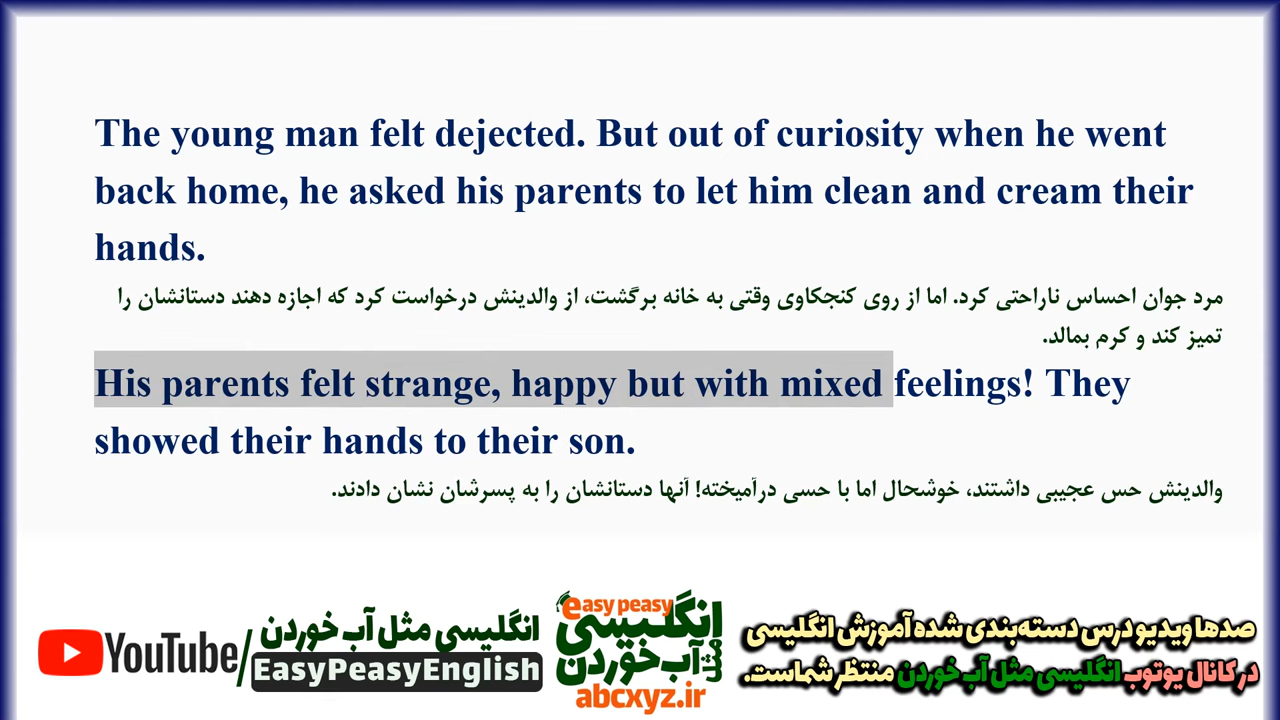 The young man felt dejected. But out of curiosity when he went
back home, he asked his parents to let him clean and cream their
hands.
مرد جوان احساس ناراحتی کرد. اما از روی کنجکاوی وقتی به خانه برگشت، از والدینش درخواست کرد که اجازه دهند دستانشان را
تمیز کند و کرم بمالد.
His parents felt strange, happy but with mixed feelings! They
showed their hands to their son.
والدینش حس عجیبی داشتند، خوشحال اما با حسی درآمیخته! آنها دستانشان را به پسرشان نشان دادند.
YouTube/
انگلیسی مثل آب خوردن
EasyPeasyEnglish
easy peasy
انگلیسی
مثل آب خوردن
abcxyz.ir
صدها ویدیو درس دسته‌بندی شده آموزش انگلیسی
در کانال یوتوب انگلیسی مثل آب خوردن منتظر شماست.